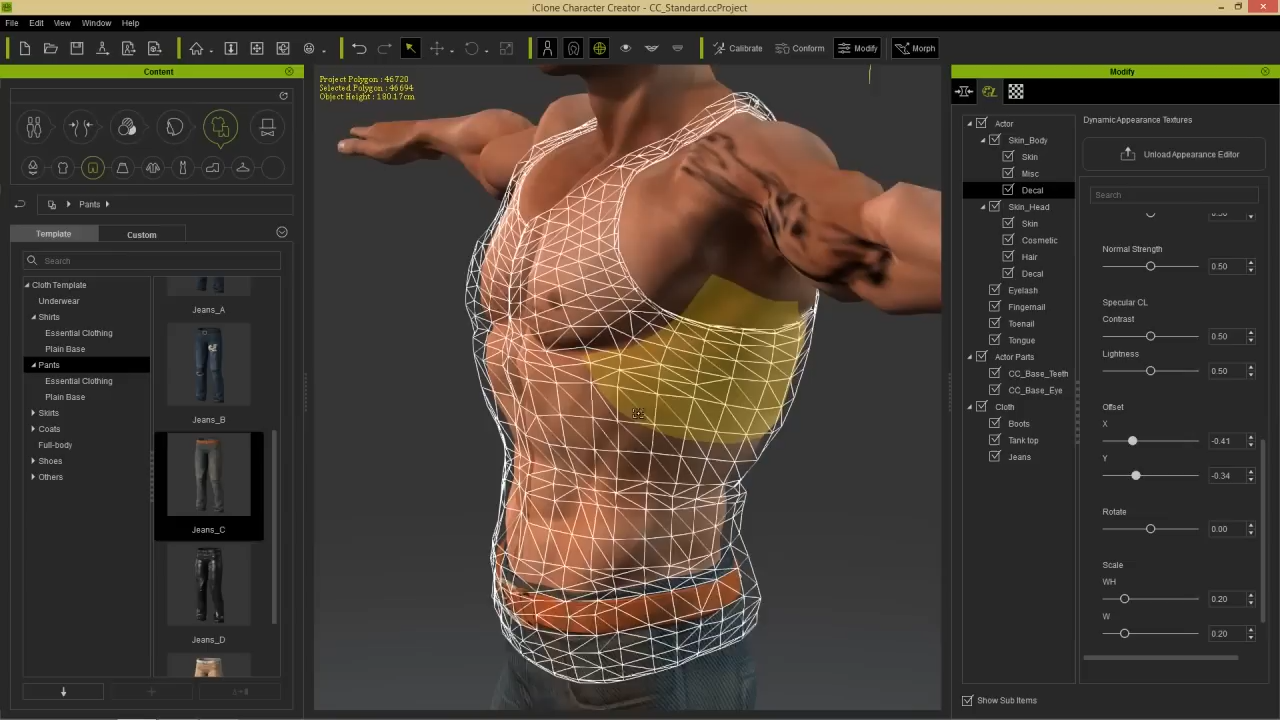 iClone Character Creator - CC_Standard.ccProject
File Edit View Window Help
Calibrate Conform Modify Morph
Content
Pants
Template Custom
Search
Cloth Template
Underwear
Shirts
Essential Clothing
Plain Base
Pants
Essential Clothing
Plain Base
Skirts
Coats
Full-body
Shoes
Others
Jeans_A
Jeans_B
Jeans_C
Jeans_D
Project Polygon : 46720
Selected Polygon : 46694
Object Height : 180.17cm
Modify
Actor
Skin_Body
Skin
Misc
Decal
Skin_Head
Skin
Cosmetic
Hair
Decal
Eyelash
Fingernail
Toenail
Tongue
Actor Parts
CC_Base_Teeth
CC_Base_Eye
Cloth
Boots
Tank top
Jeans
Show Sub Items
Dynamic Appearance Textures
Unload Appearance Editor
Search
Normal Strength
0.50
Specular CL
Contrast
0.50
Lightness
0.50
Offset
X
-0.41
Y
-0.34
Rotate
0.00
Scale
WH
0.20
W
0.20